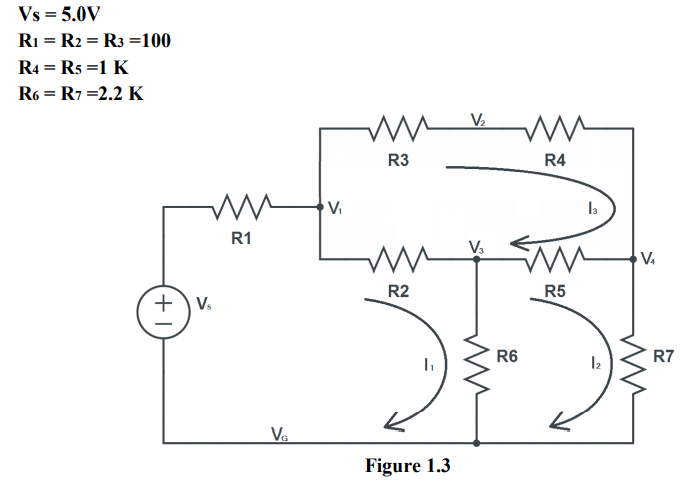 Vs = 5.0V
R1 = R2 = R3 =100
R4 = R5 =1 K
R6 = R7 =2.2 K
V2
R3
R4
V1
I3
R1
V3
V4
R2
R5
+
Vs
R6
R7
I1
I2
VG
Figure 1.3